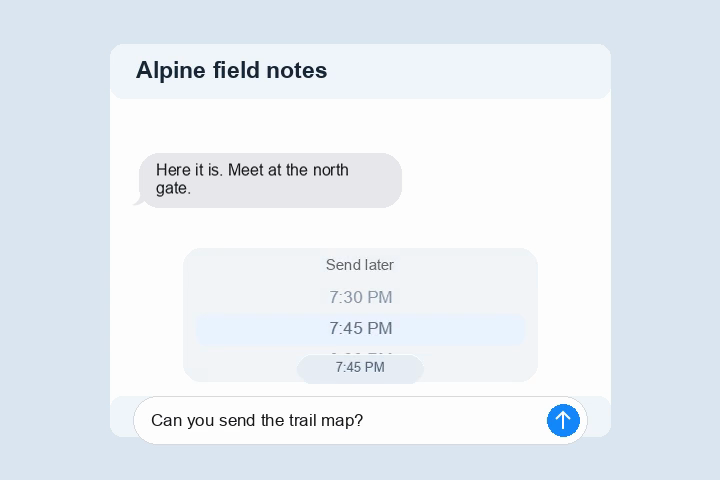 Alpine field notes
Here it is. Meet at the north
gate.
Send later
7:30 PM
7:45 PM
7:45 PM
Can you send the trail map?